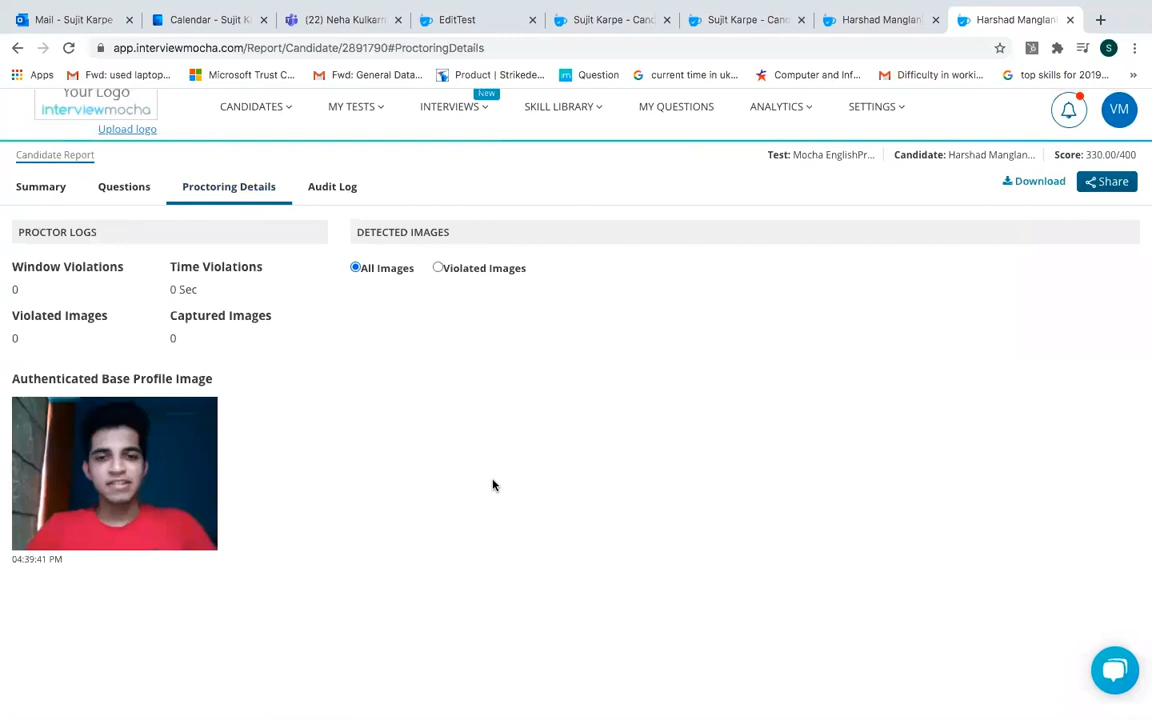 Mail - Sujit Karpe
Calendar - Sujit K
(22) Neha Kulkarn
EditTest
Sujit Karpe - Canc
Sujit Karpe - Canc
Harshad Manglan
Harshad Manglan
app.interviewmocha.com/Report/Candidate/2891790#ProctoringDetails
S
Apps
Fwd: used laptop...
Microsoft Trust C...
Fwd: General Data...
Product | Strikede...
Question
current time in uk...
Computer and Inf...
Difficulty in worki...
top skills for 2019...
»
Your Logo
interviewmocha
Upload logo
CANDIDATES
MY TESTS
INTERVIEWS
New
SKILL LIBRARY
MY QUESTIONS
ANALYTICS
SETTINGS
VM
Candidate Report
Test: Mocha EnglishPr...
Candidate: Harshad Manglan...
Score: 330.00/400
Summary
Questions
Proctoring Details
Audit Log
Download
Share
PROCTOR LOGS
DETECTED IMAGES
Window Violations
Time Violations
All Images
Violated Images
0
0 Sec
Violated Images
Captured Images
0
0
Authenticated Base Profile Image
04:39:41 PM